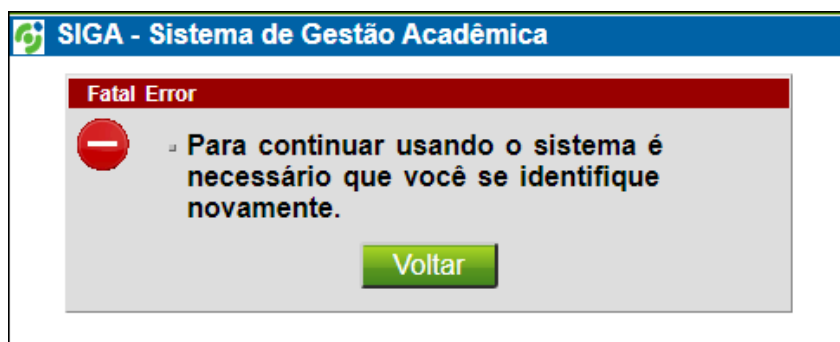 SIGA - Sistema de Gestão Acadêmica
Fatal Error
Para continuar usando o sistema é
necessário que você se identifique
novamente.
Voltar